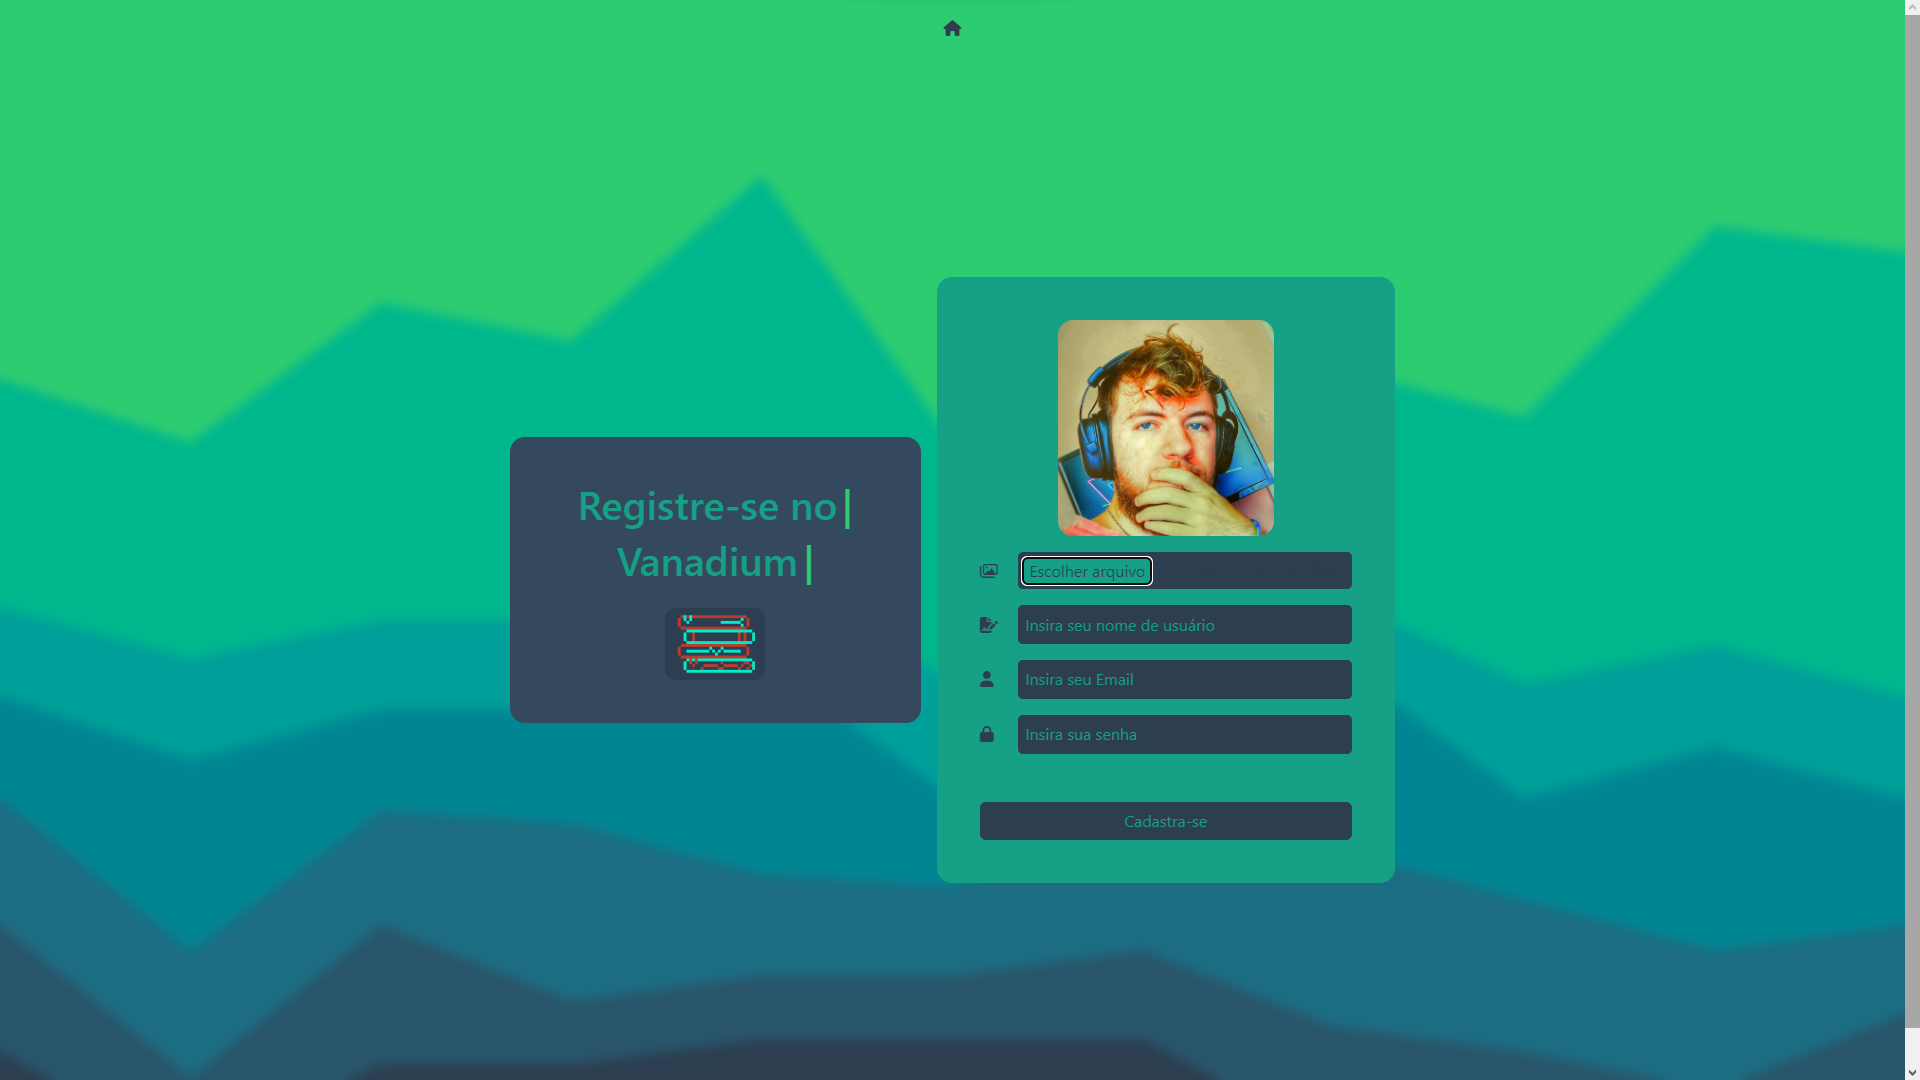 Registre-se no
Vanadium
Escolher arquivo
Insira seu nome de usuário
Insira seu Email
Insira sua senha
Cadastra-se